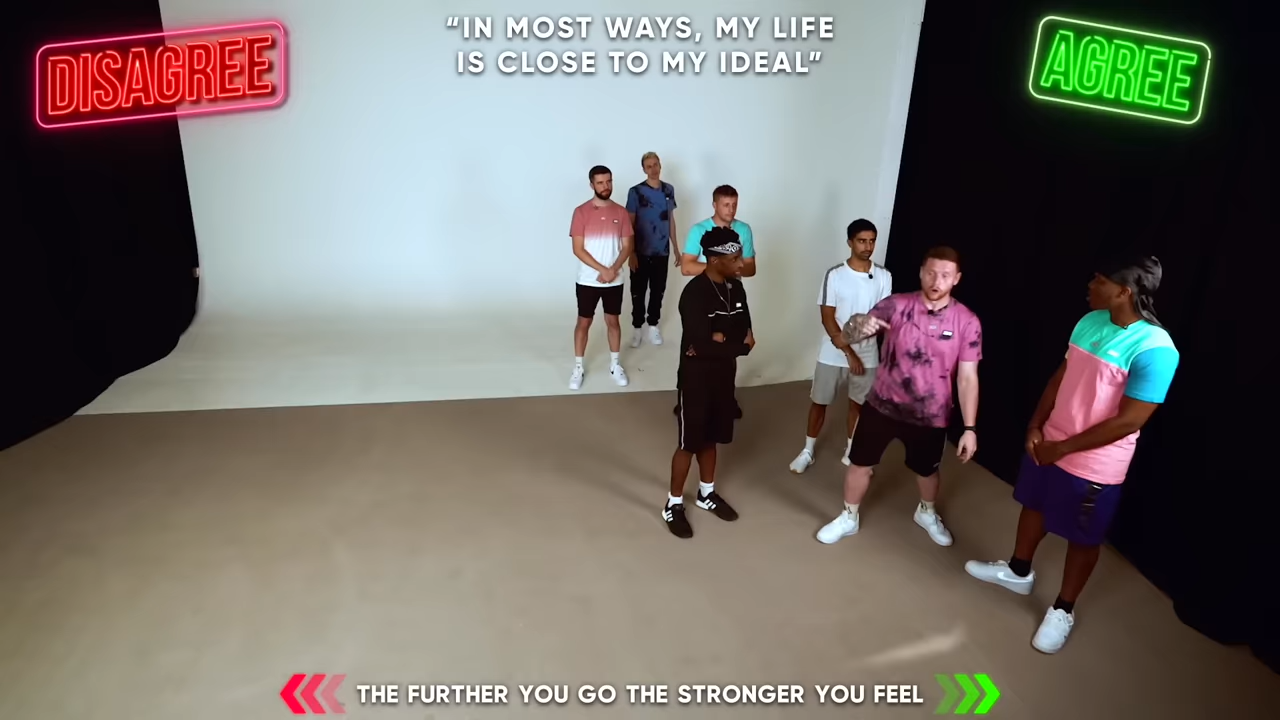 DISAGREE
“IN MOST WAYS, MY LIFE
IS CLOSE TO MY IDEAL”
AGREE
THE FURTHER YOU GO THE STRONGER YOU FEEL